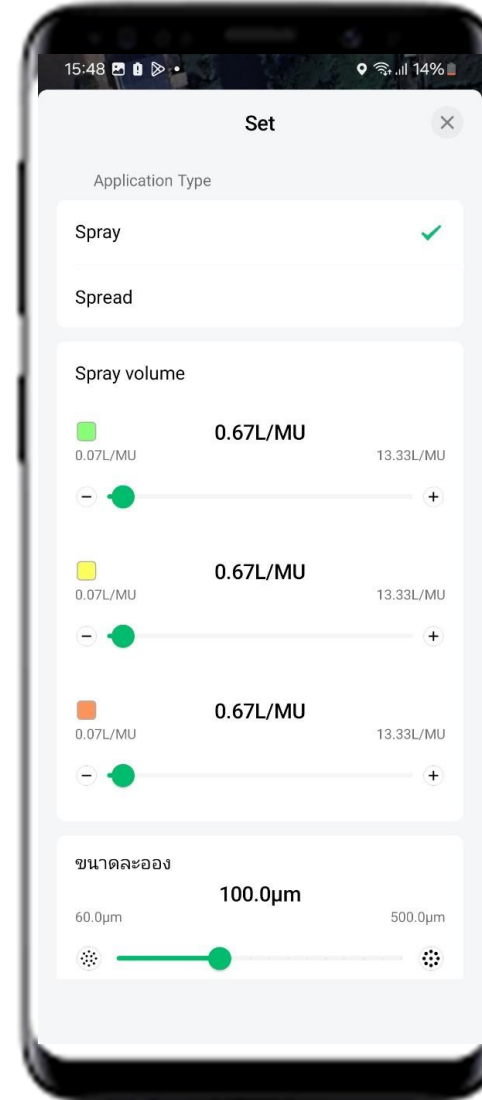 15:48 14%
Set
Application Type
Spray
Spread
Spray volume
0.67L/MU
0.07L/MU 13.33L/MU
0.67L/MU
0.07L/MU 13.33L/MU
0.67L/MU
0.07L/MU 13.33L/MU
ขนาดละออง
100.0µm
60.0µm 500.0µm